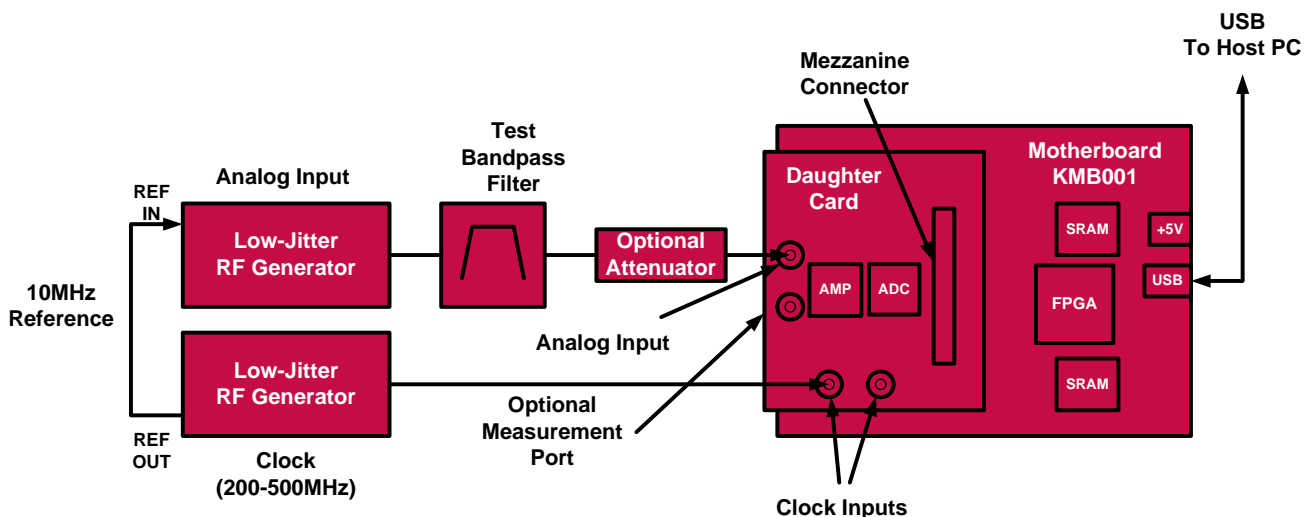 USB
To Host PC
Mezzanine
Connector
Test
Bandpass
Filter
Motherboard
KMB001
Daughter
Card
Analog Input
REF
IN
Low-Jitter
RF Generator
Optional
Attenuator
SRAM
+5V
USB
AMP
ADC
FPGA
10MHz
Reference
Analog Input
Low-Jitter
RF Generator
SRAM
Optional
Measurement
Port
REF
OUT
Clock
(200-500MHz)
Clock Inputs